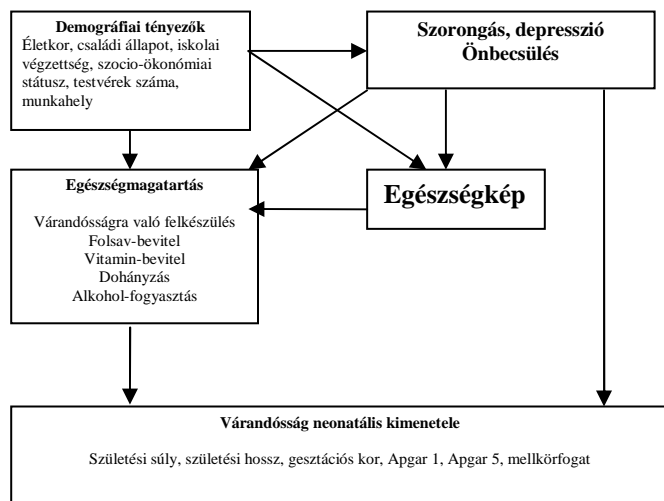 Demográfiai tényezők
Életkor, családi állapot, iskolai
végzettség, szocio-ökonómiai
státusz, testvérek száma,
munkahely
Szorongás, depresszió
Önbecsülés
Egészségmagatartás
Várandósságra való felkészülés
Folsav-bevitel
Vitamin-bevitel
Dohányzás
Alkohol-fogyasztás
Egészségkép
Várandósság neonatális kimenetele
Születési súly, születési hossz, gesztációs kor, Apgar 1, Apgar 5, mellkörfogat